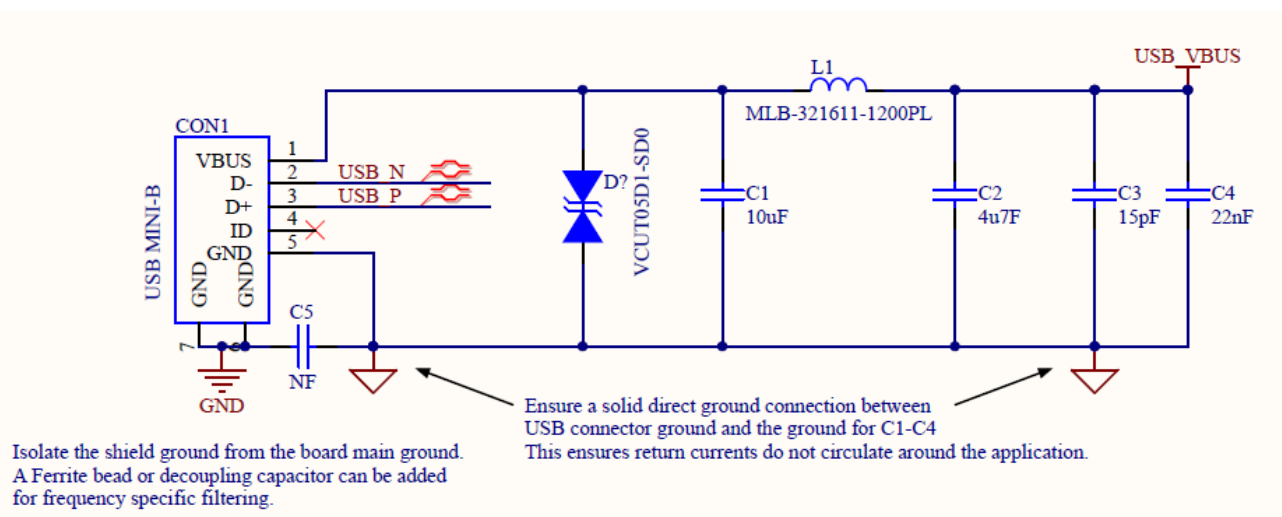 USB_VBUS
L1
MLB-321611-1200PL
CON1
VBUS 1
D- 2 USB_N
D+ 3 USB_P
ID 4
GND 5
GND GND
USB MINI-B
7 6
GND
C5
NF
D?
VCUT05D1-SD0
C1
10uF
C2
4u7F
C3
15pF
C4
22nF
Ensure a solid direct ground connection between
USB connector ground and the ground for C1-C4
This ensures return currents do not circulate around the application.
Isolate the shield ground from the board main ground.
A Ferrite bead or decoupling capacitor can be added
for frequency specific filtering.